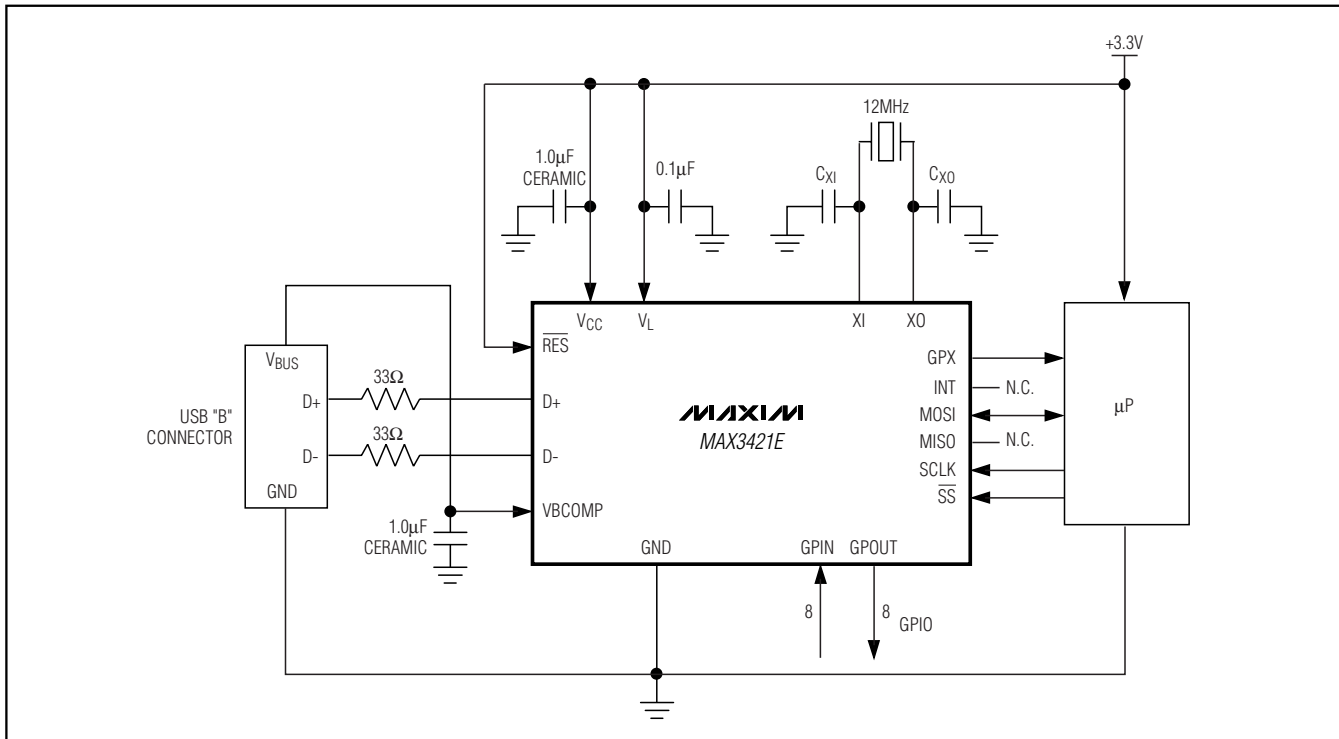 +3.3V
12MHz
1.0µF
CERAMIC
0.1µF
CXI
CXO
VCC
VL
XI
XO
RES
VBUS
D+
D-
GND
USB "B"
CONNECTOR
33Ω
33Ω
D+
D-
VBCOMP
1.0µF
CERAMIC
MAXIM
MAX3421E
GPX
INT
N.C.
MOSI
MISO
N.C.
SCLK
SS
µP
GND
GPIN
GPOUT
8
8
GPIO